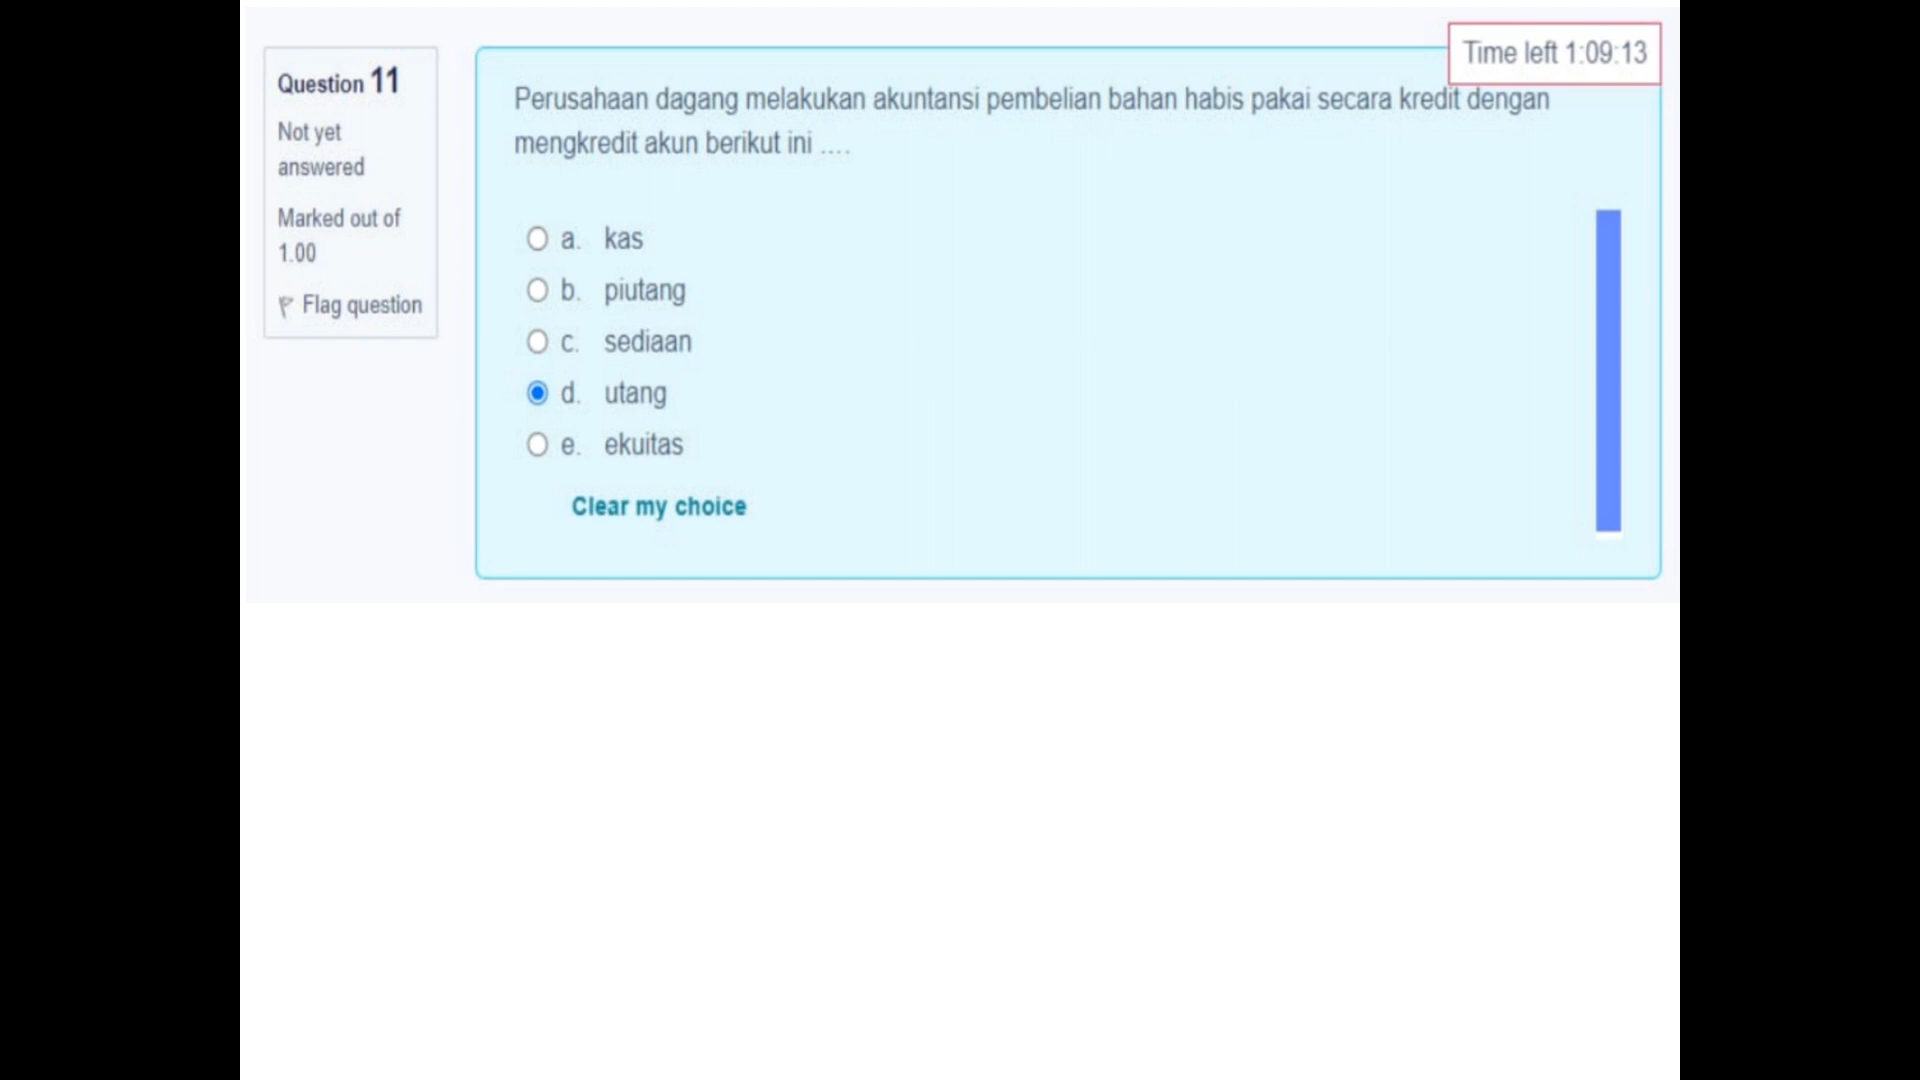 Time left 1:09:13
Question 11
Not yet
answered
Marked out of
1.00
Flag question
Perusahaan dagang melakukan akuntansi pembelian bahan habis pakai secara kredit dengan
mengkredit akun berikut ini ....
a. kas
b. piutang
c. sediaan
d. utang
e. ekuitas
Clear my choice